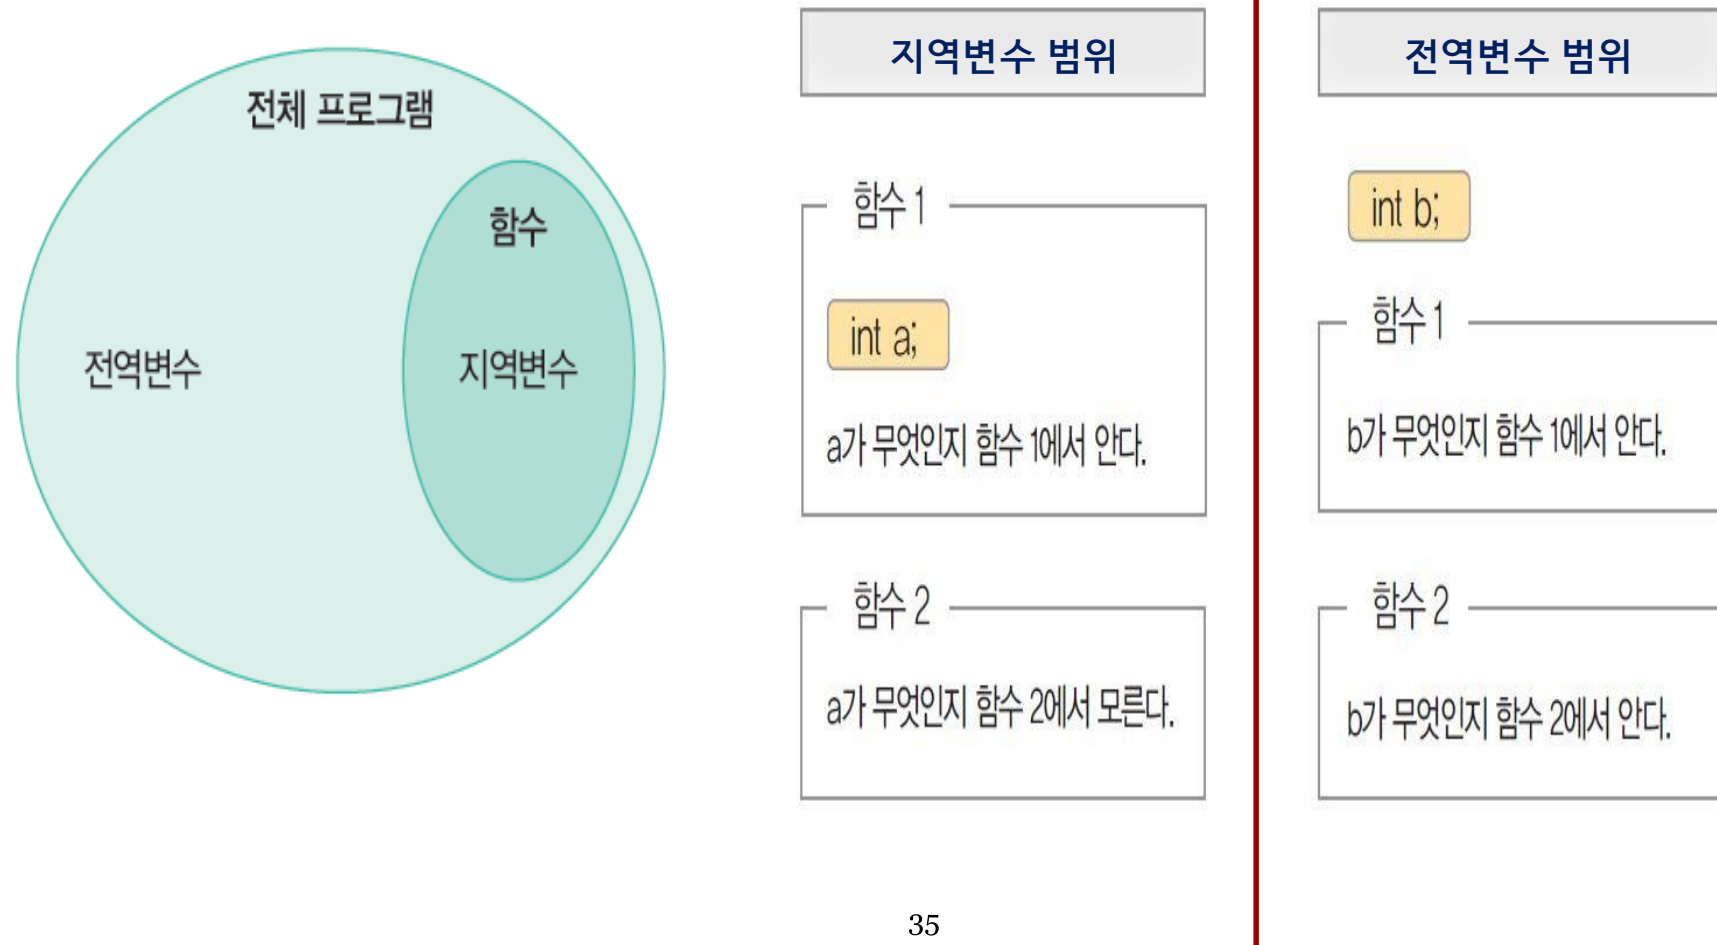 전체 프로그램
함수
전역변수
지역변수
지역변수 범위
함수 1
int a;
a가 무엇인지 함수 1에서 안다.
함수 2
a가 무엇인지 함수 2에서 모른다.
전역변수 범위
int b;
함수 1
b가 무엇인지 함수 1에서 안다.
함수 2
b가 무엇인지 함수 2에서 안다.
35